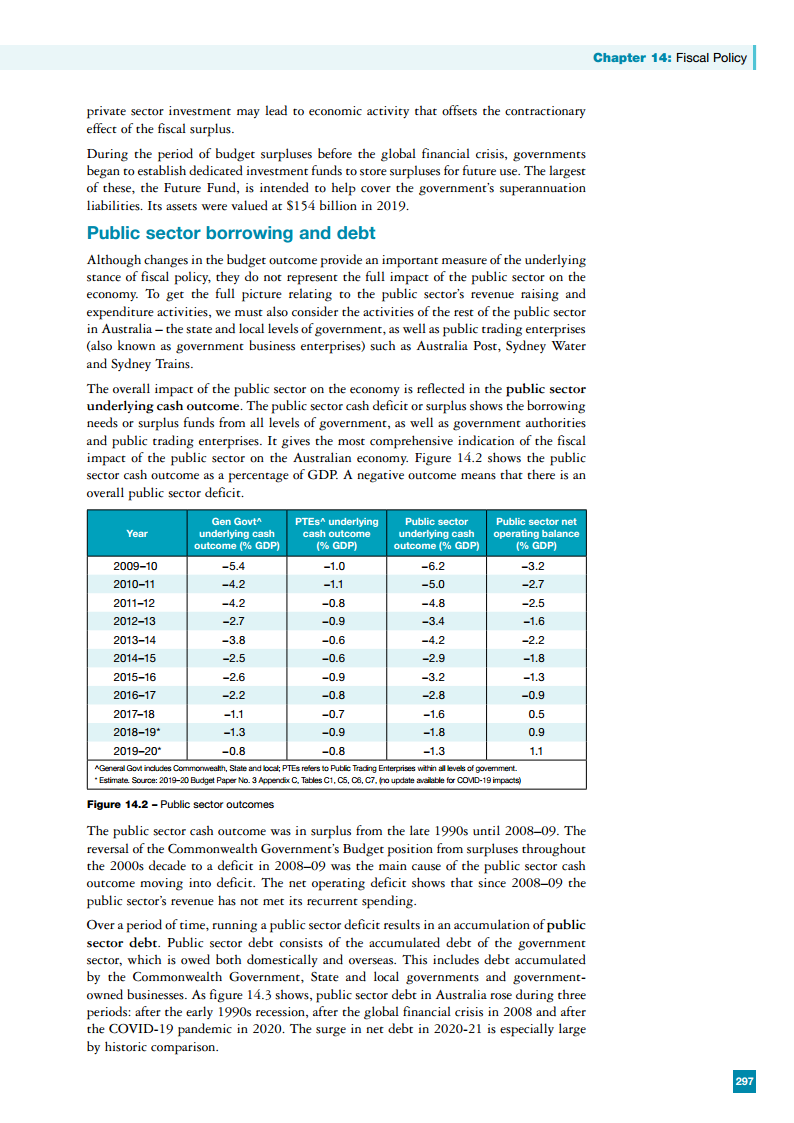 Chapter 14: Fiscal Policy
private sector investment may lead to economic activity that offsets the contractionary
effect of the fiscal surplus.
During the period of budget surpluses before the global financial crisis, governments
began to establish dedicated investment funds to store surpluses for future use. The largest
of these, the Future Fund, is intended to help cover the government's superannuation
liabilities. Its assets were valued at $154 billion in 2019.
Public sector borrowing and debt
Although changes in the budget outcome provide an important measure of the underlying
stance of fiscal policy, they do not represent the full impact of the public sector on the
economy. To get the full picture relating to the public sector's revenue raising and
expenditure activities, we must also consider the activities of the rest of the public sector
in Australia – the state and local levels of government, as well as public trading enterprises
(also known as government business enterprises) such as Australia Post, Sydney Water
and Sydney Trains.
The overall impact of the public sector on the economy is reflected in the public sector
underlying cash outcome. The public sector cash deficit or surplus shows the borrowing
needs or surplus funds from all levels of government, as well as government authorities
and public trading enterprises. It gives the most comprehensive indication of the fiscal
impact of the public sector on the Australian economy. Figure 14.2 shows the public
sector cash outcome as a percentage of GDP. A negative outcome means that there is an
overall public sector deficit.
Year | Gen Govt^ underlying cash outcome (% GDP) | PTEs^ underlying cash outcome (% GDP) | Public sector underlying cash outcome (% GDP) | Public sector net operating balance (% GDP)
2009–10 –5.4 –1.0 –6.2 –3.2
2010–11 –4.2 –1.1 –5.0 –2.7
2011–12 –4.2 –0.8 –4.8 –2.5
2012–13 –2.7 –0.9 –3.4 –1.6
2013–14 –3.8 –0.6 –4.2 –2.2
2014–15 –2.5 –0.6 –2.9 –1.8
2015–16 –2.6 –0.9 –3.2 –1.3
2016–17 –2.2 –0.8 –2.8 –0.9
2017–18 –1.1 –0.7 –1.6 0.5
2018–19* –1.3 –0.9 –1.8 0.9
2019–20* –0.8 –0.8 –1.3 1.1
^General Govt includes Commonwealth, State and local; PTEs refers to Public Trading Enterprises within all levels of government.
* Estimate. Source: 2019–20 Budget Paper No. 3 Appendix C, Tables C1, C5, C6, C7, (no update available for COVID-19 impacts)
Figure 14.2 – Public sector outcomes
The public sector cash outcome was in surplus from the late 1990s until 2008–09. The
reversal of the Commonwealth Government's Budget position from surpluses throughout
the 2000s decade to a deficit in 2008–09 was the main cause of the public sector cash
outcome moving into deficit. The net operating deficit shows that since 2008–09 the
public sector's revenue has not met its recurrent spending.
Over a period of time, running a public sector deficit results in an accumulation of public
sector debt. Public sector debt consists of the accumulated debt of the government
sector, which is owed both domestically and overseas. This includes debt accumulated
by the Commonwealth Government, State and local governments and government-
owned businesses. As figure 14.3 shows, public sector debt in Australia rose during three
periods: after the early 1990s recession, after the global financial crisis in 2008 and after
the COVID-19 pandemic in 2020. The surge in net debt in 2020-21 is especially large
by historic comparison.
297